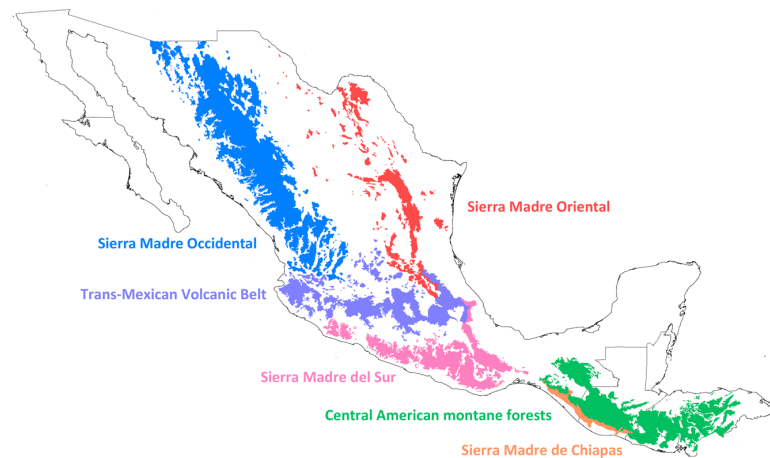 Sierra Madre Oriental
Sierra Madre Occidental
Trans-Mexican Volcanic Belt
Sierra Madre del Sur
Central American montane forests
Sierra Madre de Chiapas